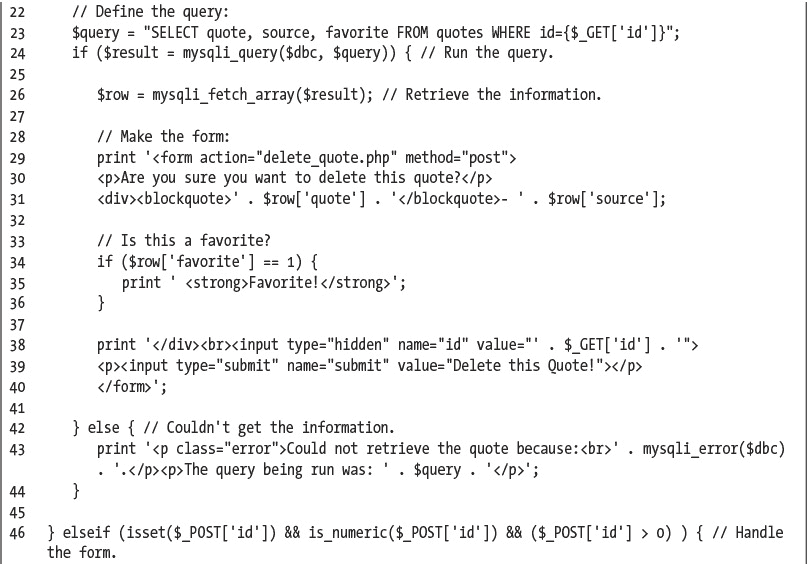 22 // Define the query:
23 $query = "SELECT quote, source, favorite FROM quotes WHERE id={$_GET['id']}";
24 if ($result = mysqli_query($dbc, $query)) { // Run the query.
25
26 $row = mysqli_fetch_array($result); // Retrieve the information.
27
28 // Make the form:
29 print '<form action="delete_quote.php" method="post">
30 <p>Are you sure you want to delete this quote?</p>
31 <div><blockquote>' . $row['quote'] . '</blockquote>- ' . $row['source'];
32
33 // Is this a favorite?
34 if ($row['favorite'] == 1) {
35 print ' <strong>Favorite!</strong>';
36 }
37
38 print '</div><br><input type="hidden" name="id" value="' . $_GET['id'] . '">
39 <p><input type="submit" name="submit" value="Delete this Quote!"></p>
40 </form>';
41
42 } else { // Couldn't get the information.
43 print '<p class="error">Could not retrieve the quote because:<br>' . mysqli_error($dbc)
. '.</p><p>The query being run was: ' . $query . '</p>';
44 }
45
46 } elseif (isset($_POST['id']) && is_numeric($_POST['id']) && ($_POST['id'] > 0) ) { // Handle
the form.